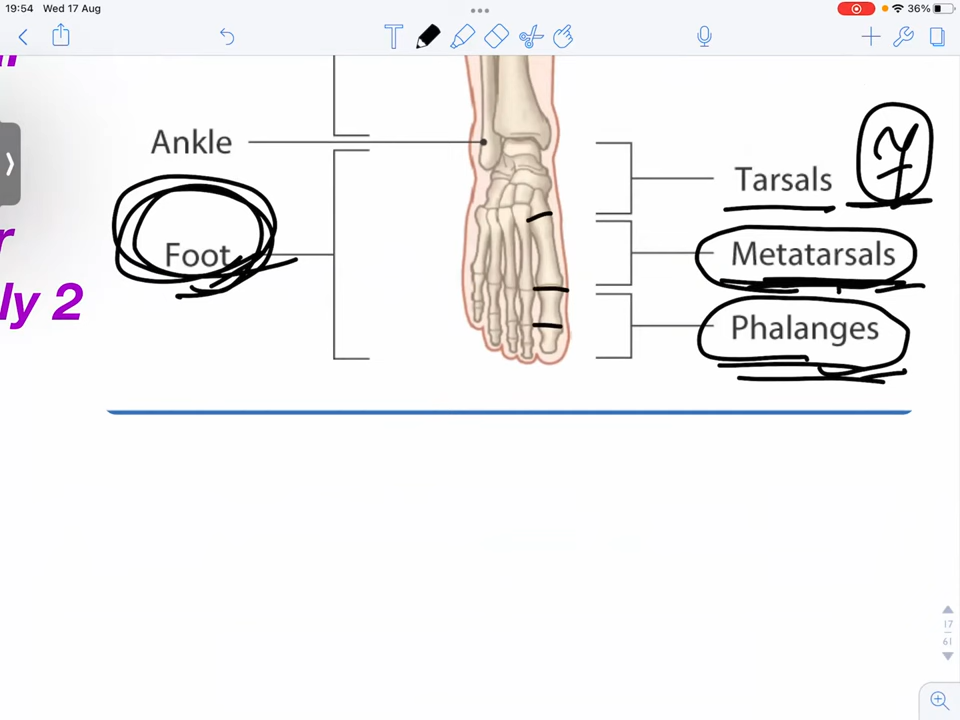 19:54 Wed 17 Aug
36%
Ankle
Tarsals 7
Foot
Metatarsals
ly 2
Phalanges
17
61